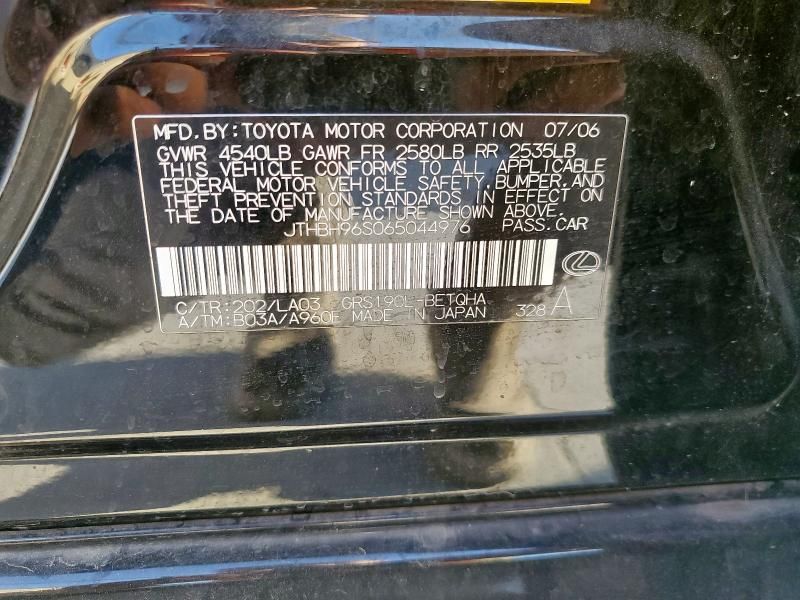 MFD. BY: TOYOTA MOTOR CORPORATION 07/06
GVWR 4540LB GAWR FR 2580LB RR 2535LB
THIS VEHICLE CONFORMS TO ALL APPLICABLE
FEDERAL MOTOR VEHICLE SAFETY, BUMPER, AND
THEFT PREVENTION STANDARDS IN EFFECT ON
THE DATE OF MANUFACTURE SHOWN ABOVE.
JTHBH96S065044976 PASS. CAR
C/TR: 202/LA03 GRS190L-BETQHA
A/TM: B03A/A960E MADE IN JAPAN 328 A